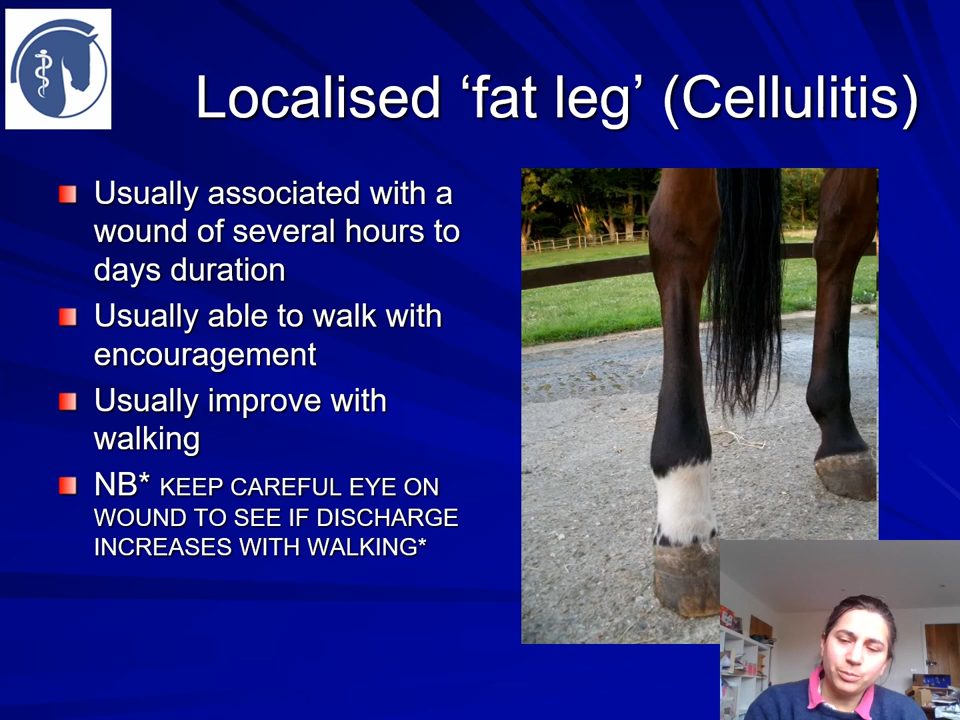 Localised ‘fat leg’ (Cellulitis)
Usually associated with a
wound of several hours to
days duration
Usually able to walk with
encouragement
Usually improve with
walking
NB* KEEP CAREFUL EYE ON
WOUND TO SEE IF DISCHARGE
INCREASES WITH WALKING*